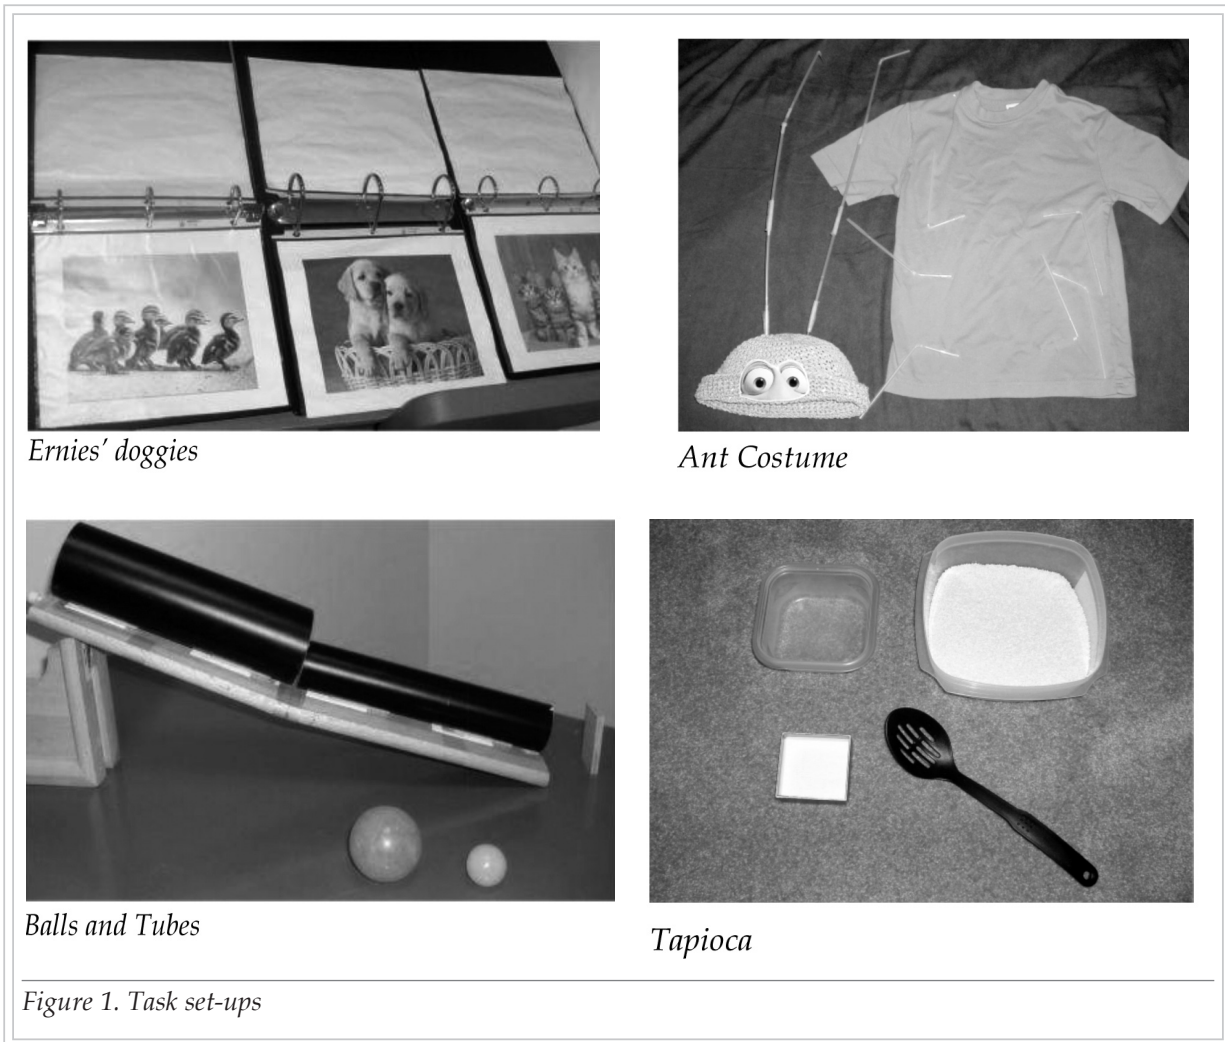 Ernies' doggies
Ant Costume
Balls and Tubes
Tapioca
Figure 1. Task set-ups